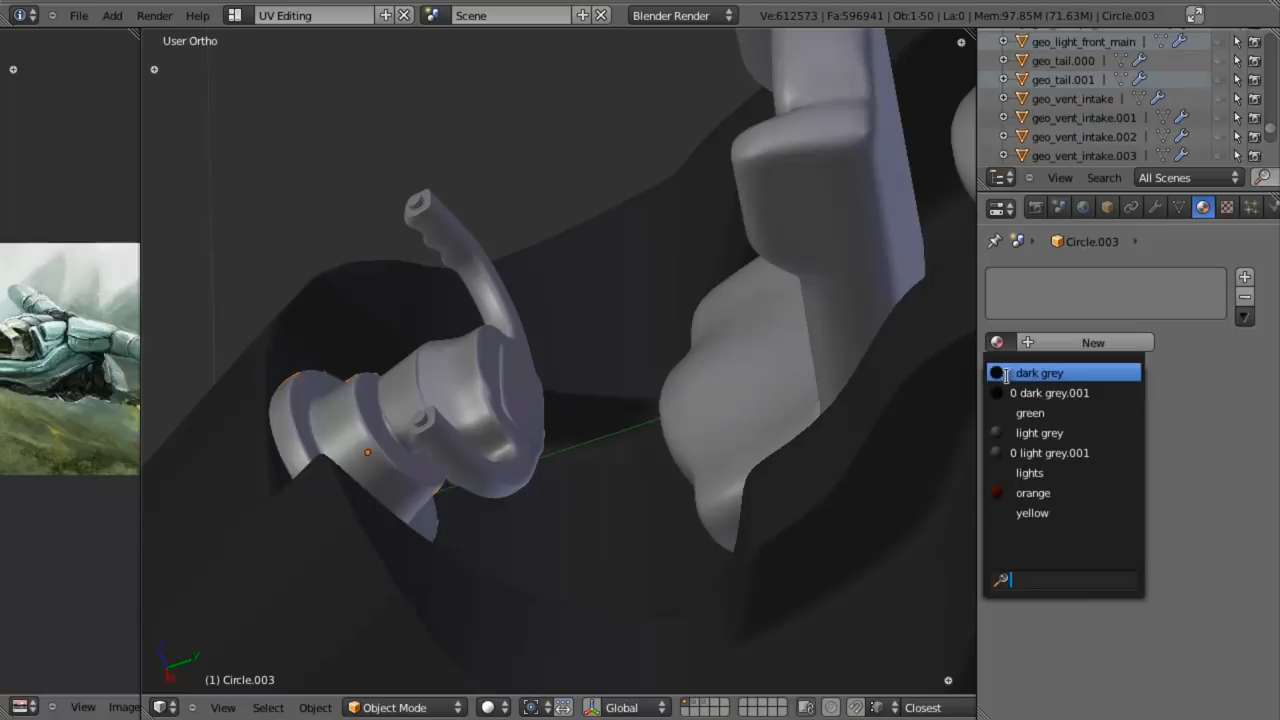 File Add Render Help UV Editing Scene Blender Render Ve:612573 | Fa:596941 | Ob:1-50 | La:0 | Mem:97.85M (71.63M) | Circle.003
User Ortho
geo_light_front_main
geo_tail.000
geo_tail.001
geo_vent_intake
geo_vent_intake.001
geo_vent_intake.002
geo_vent_intake.003
View Search All Scenes
Circle.003
New
dark grey
0 dark grey.001
green
light grey
0 light grey.001
lights
orange
yellow
(1) Circle.003
View Image View Select Object Object Mode Global Closest